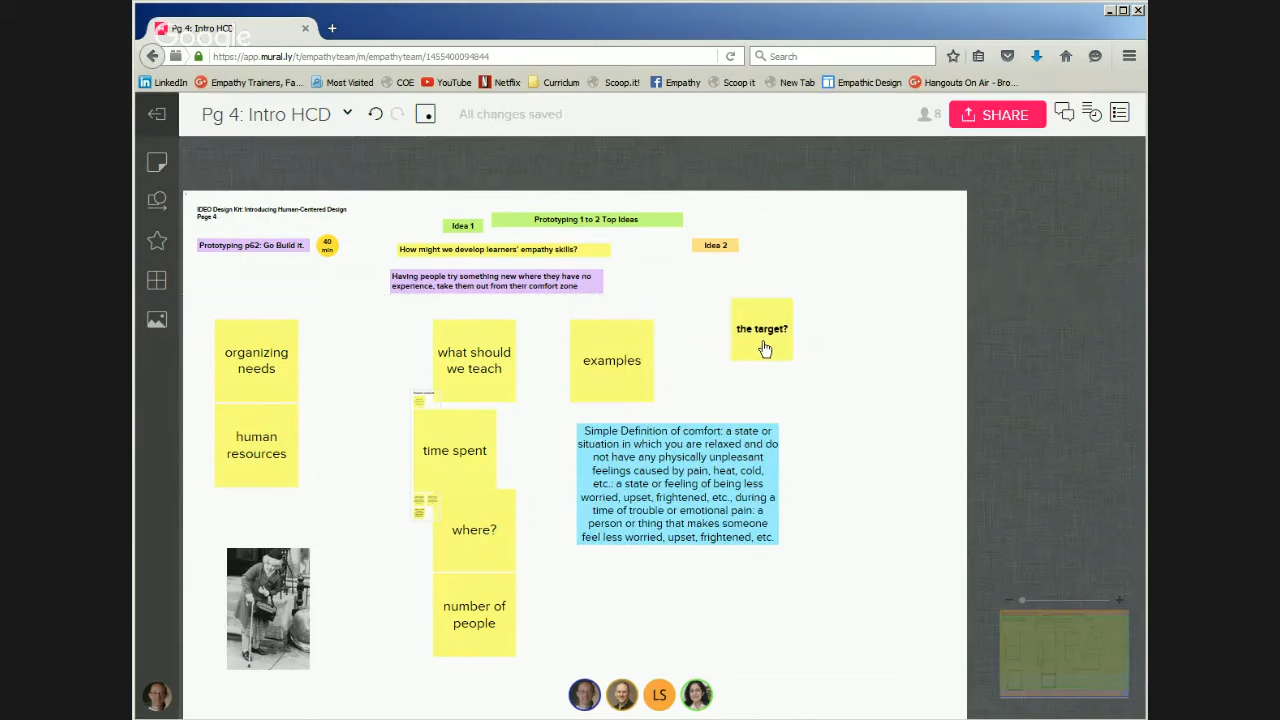 Pg 4: Intro HCD
Google
https://app.mural.ly/t/empathyteam/m/empathyteam/1455400094844
Search
LinkedIn
Empathy Trainers, Fa...
Most Visited
COE
YouTube
Netflix
Curriclum
Scoop.it!
Empathy
Scoop it
New Tab
Empathic Design
Hangouts On Air - Bro...
Pg 4: Intro HCD
All changes saved
8
SHARE
IDEO Design Kit: Introducing Human-Centered Design
Page 4
Prototyping p62: Go Build it.
40
min
Idea 1
Prototyping 1 to 2 Top Ideas
How might we develop learners' empathy skills?
Idea 2
Having people try something new where they have no
experience, take them out from their comfort zone
the target?
organizing
needs
what should
we teach
examples
human
resources
time spent
Simple Definition of comfort: a state or
situation in which you are relaxed and do
not have any physically unpleasant
feelings caused by pain, heat, cold,
etc.: a state or feeling of being less
worried, upset, frightened, etc., during a
time of trouble or emotional pain: a
person or thing that makes someone
feel less worried, upset, frightened, etc.
where?
number of
people
LS